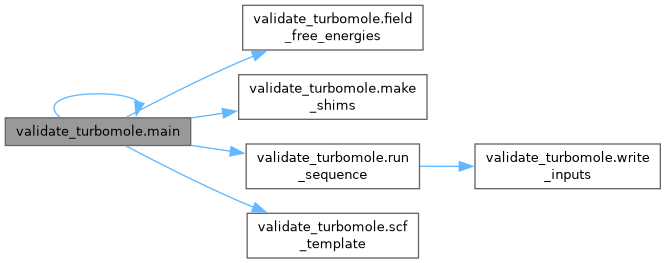 validate_turbomole.field
_free_energies
validate_turbomole.make
_shims
validate_turbomole.main
validate_turbomole.run
_sequence
validate_turbomole.write
_inputs
validate_turbomole.scf
_template